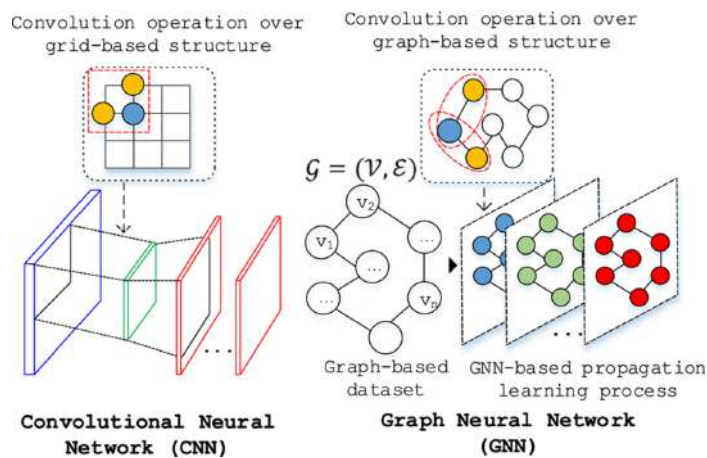 Convolution operation over
grid-based structure
Convolution operation over
graph-based structure
𝒢 = (𝒱, ℰ)
v₂
v₁
...
...
...
vₙ
...
...
Graph-based
dataset
GNN-based propagation
learning process
Convolutional Neural
Network (CNN)
Graph Neural Network
(GNN)